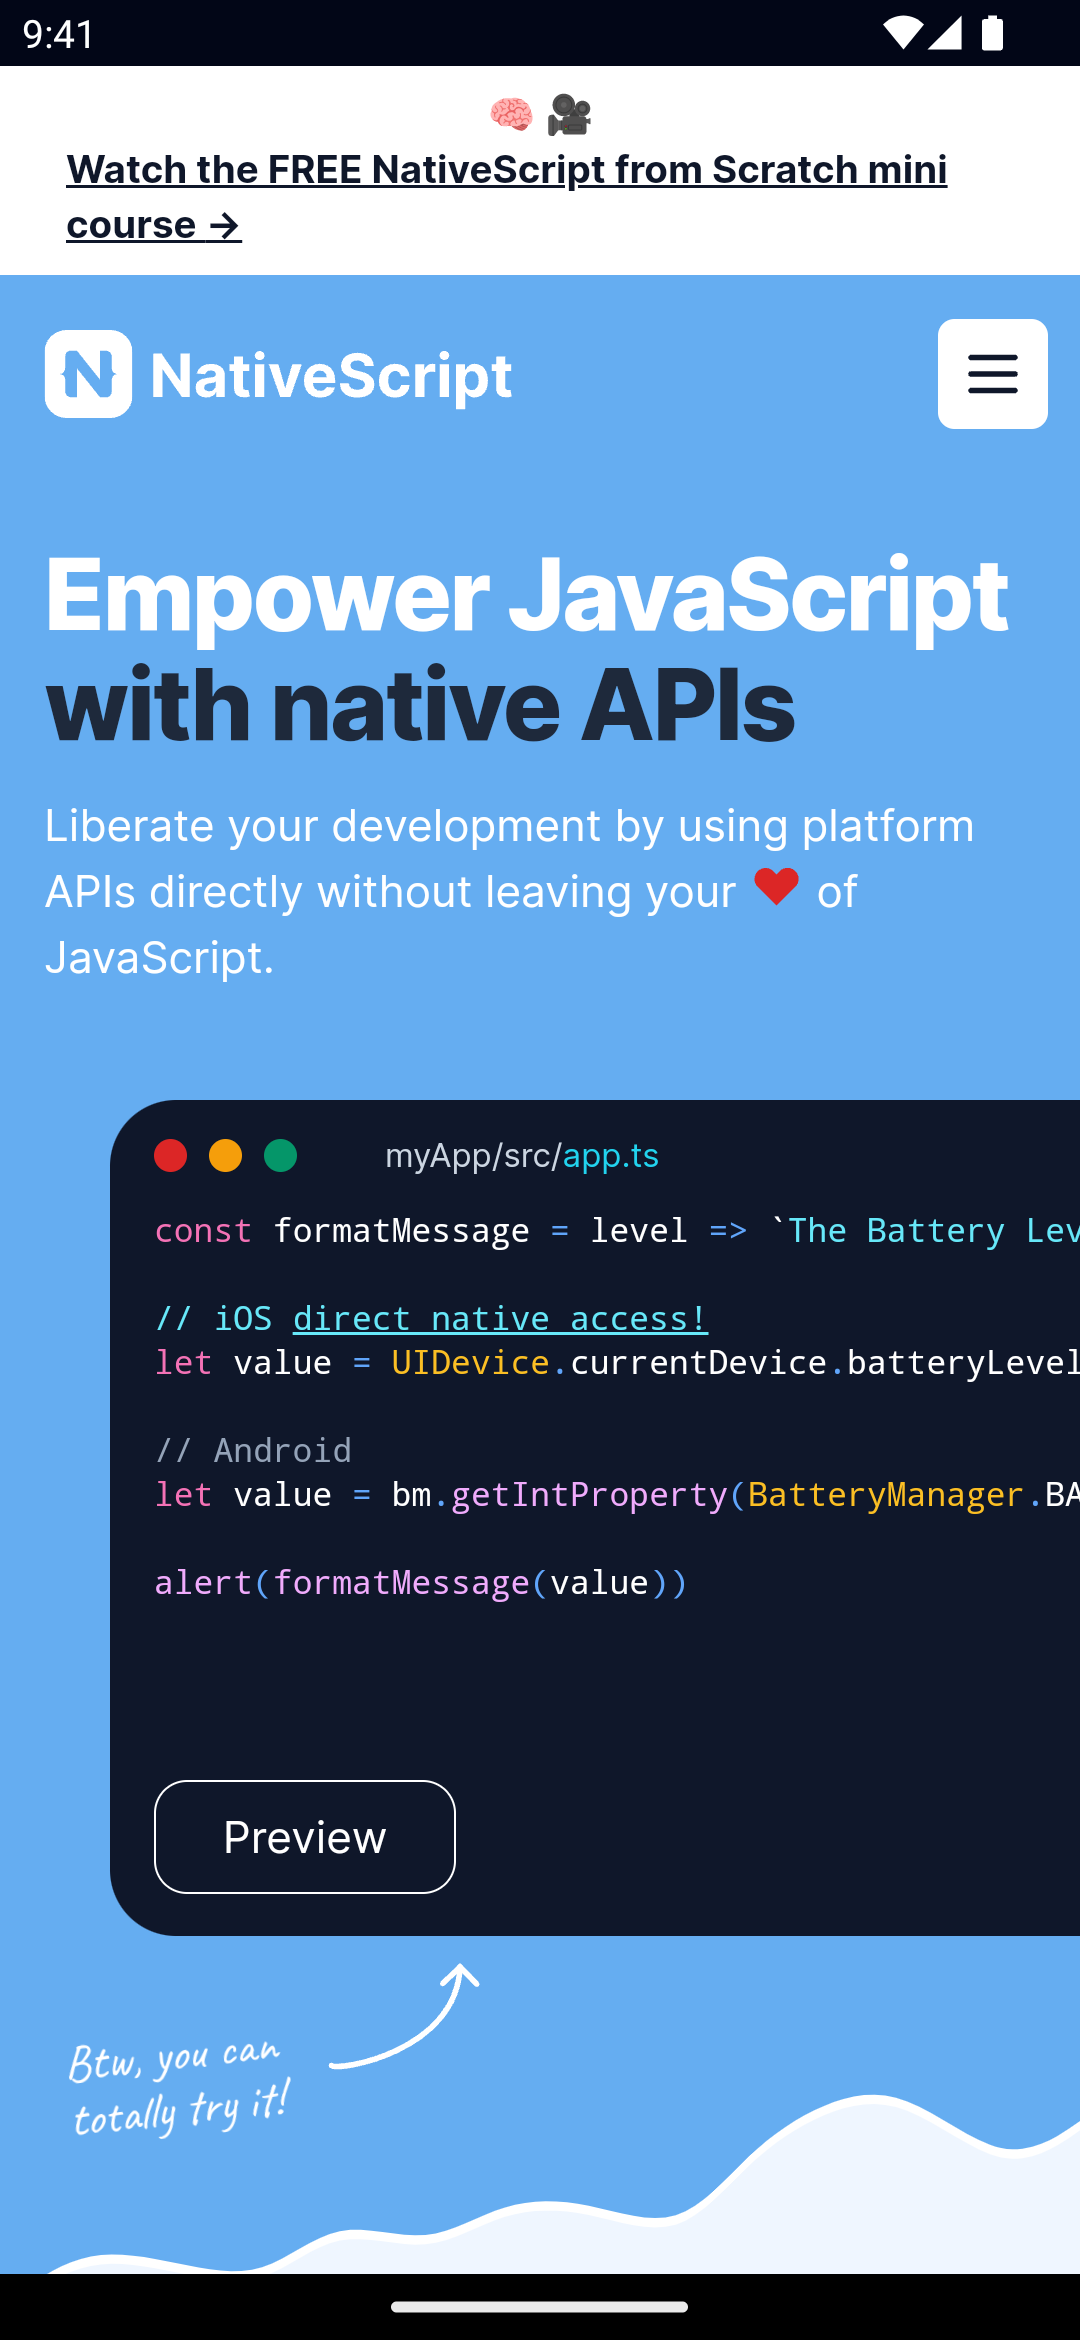 9:41
🧠 🎥
Watch the FREE NativeScript from Scratch mini
course →
NativeScript
Empower JavaScript
with native APIs
Liberate your development by using platform
APIs directly without leaving your ❤ of
JavaScript.
myApp/src/app.ts
const formatMessage = level => `The Battery Lev
// iOS direct native access!
let value = UIDevice.currentDevice.batteryLevel
// Android
let value = bm.getIntProperty(BatteryManager.BA
alert(formatMessage(value))
Preview
Btw, you can
totally try it!